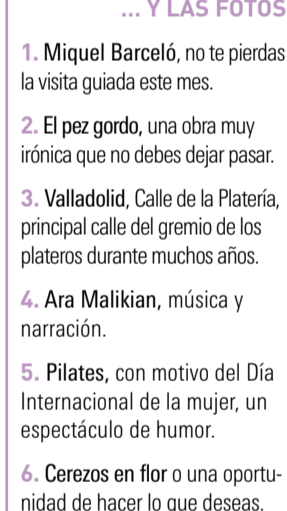 ... Y LAS FOTOS
1. Miquel Barceló, no te pierdas
la visita guiada este mes.
2. El pez gordo, una obra muy
irónica que no debes dejar pasar.
3. Valladolid, Calle de la Platería,
principal calle del gremio de los
plateros durante muchos años.
4. Ara Malikian, música y
narración.
5. Pilates, con motivo del Día
Internacional de la mujer, un
espectáculo de humor.
6. Cerezos en flor o una oportu-
nidad de hacer lo que deseas.